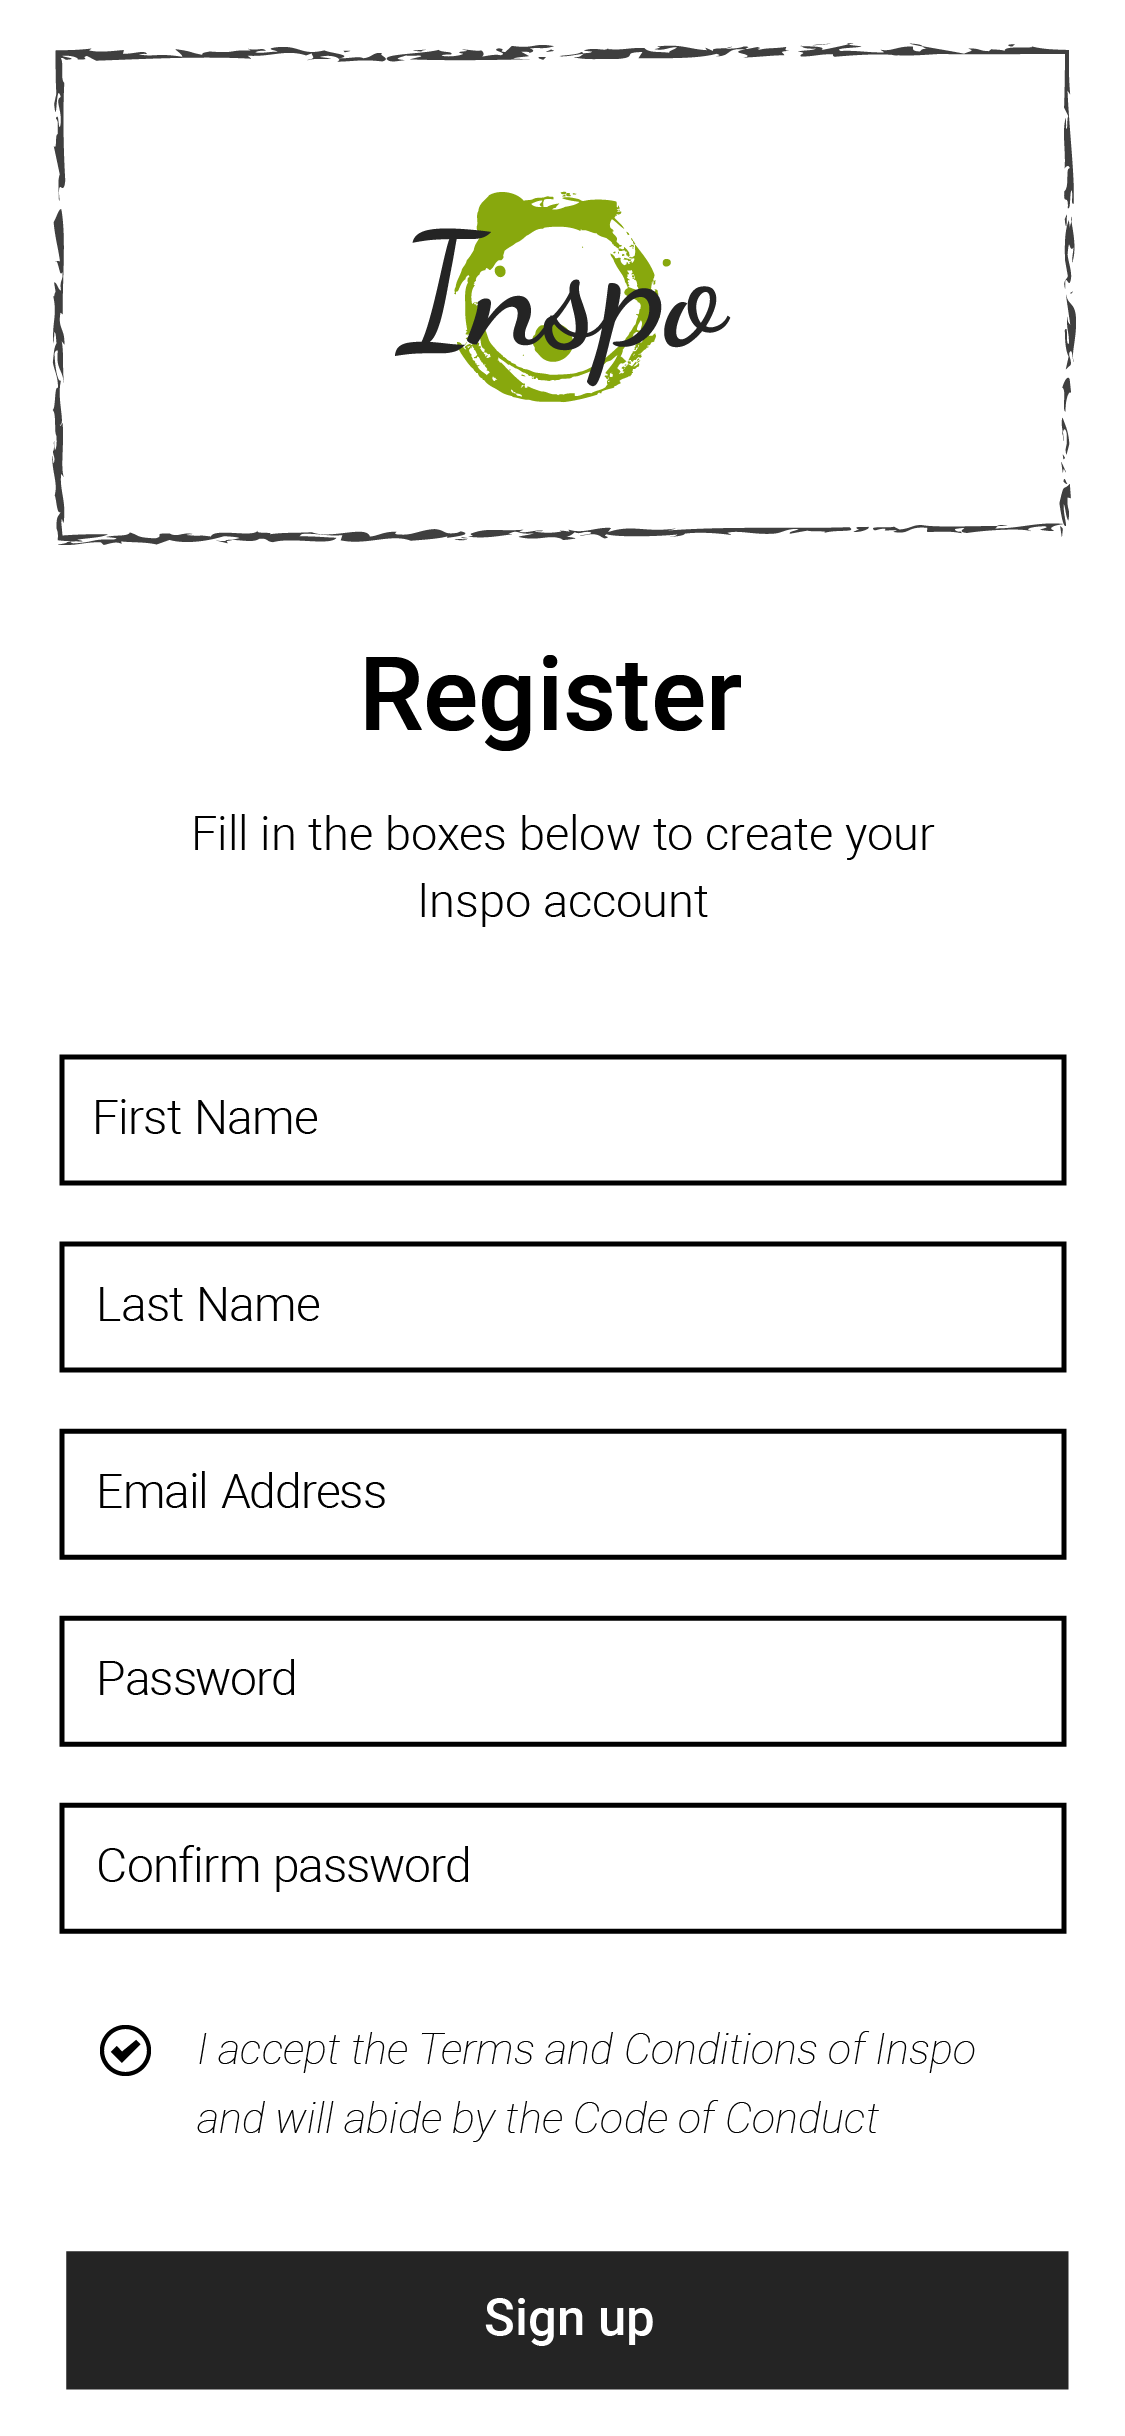 Inspo
Register
Fill in the boxes below to create your
Inspo account
First Name
Last Name
Email Address
Password
Confirm password
I accept the Terms and Conditions of Inspo
and will abide by the Code of Conduct
Sign up